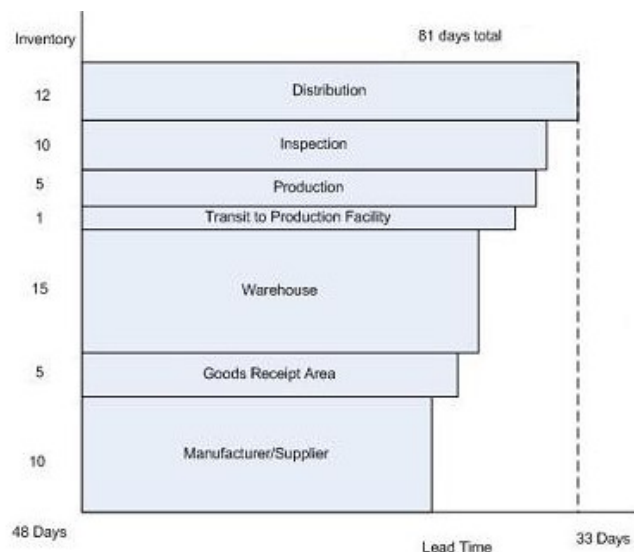 Inventory
81 days total
12
Distribution
10
Inspection
5
Production
1
Transit to Production Facility
15
Warehouse
5
Goods Receipt Area
10
Manufacturer/Supplier
48 Days
Lead Time
33 Days